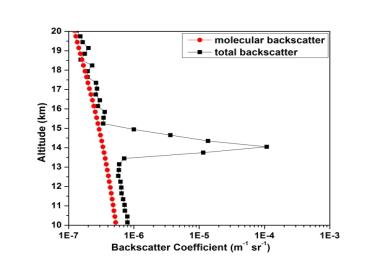 20
19
18
17
16
15
14
13
12
11
10
Altitude (km)
molecular backscatter
total backscatter
1E-7 1E-6 1E-5 1E-4 1E-3
Backscatter Coefficient (m⁻¹ sr⁻¹)